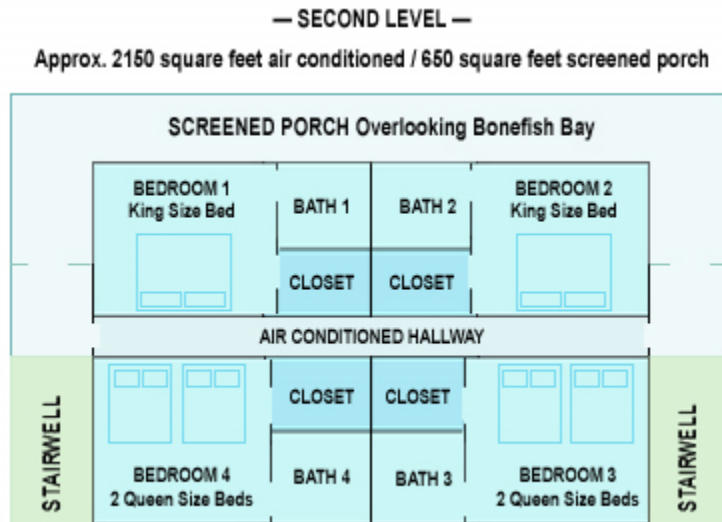 — SECOND LEVEL —
Approx. 2150 square feet air conditioned / 650 square feet screened porch
SCREENED PORCH Overlooking Bonefish Bay
BEDROOM 1
King Size Bed
BATH 1
BATH 2
BEDROOM 2
King Size Bed
CLOSET
CLOSET
AIR CONDITIONED HALLWAY
STAIRWELL
CLOSET
CLOSET
STAIRWELL
BEDROOM 4
2 Queen Size Beds
BATH 4
BATH 3
BEDROOM 3
2 Queen Size Beds